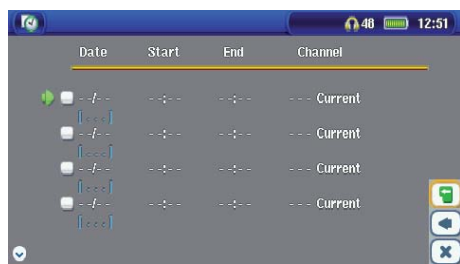 48 12:51
Date Start End Channel
--/-- --:-- --:-- --- Current
[...]
--/-- --:-- --:-- --- Current
[...]
--/-- --:-- --:-- --- Current
[...]
--/-- --:-- --:-- --- Current
[...]